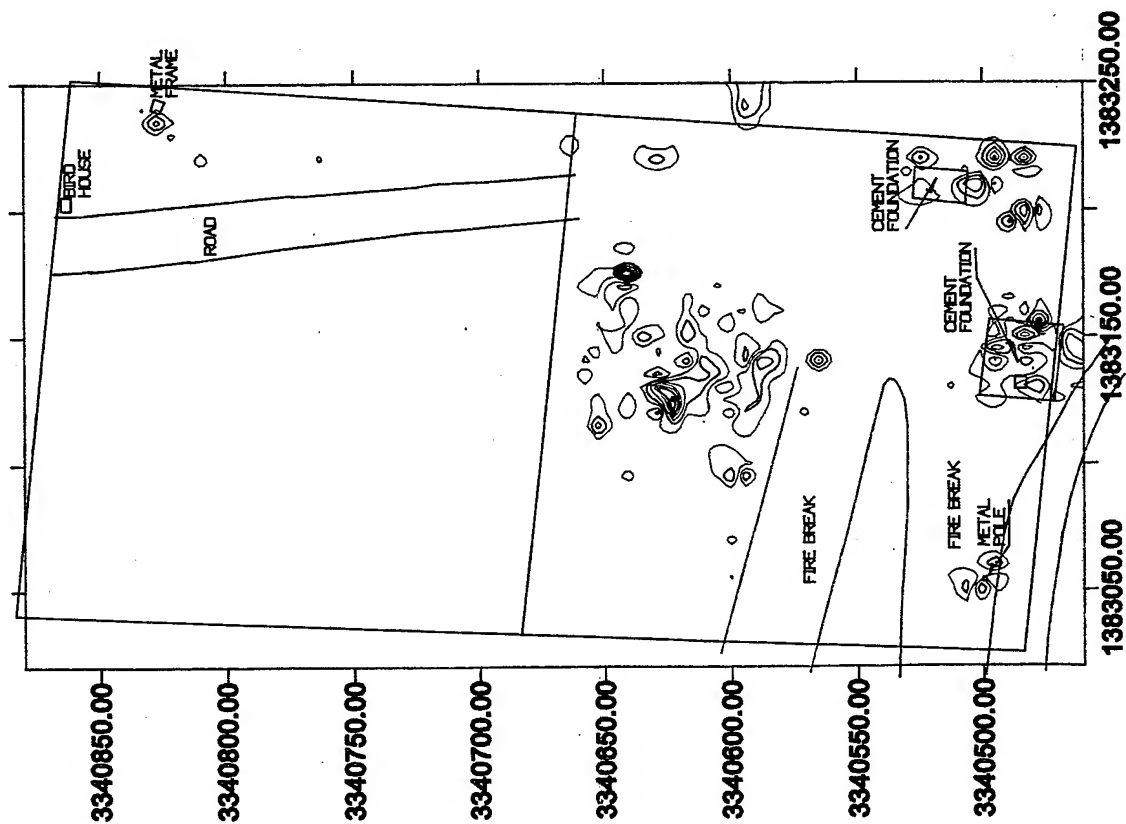 BIRD
HOUSE
METAL
FRAME
ROAD
CEMENT
FOUNDATION
CEMENT
FOUNDATION
FIRE BREAK
FIRE BREAK
METAL
POLE
3340850.00
3340800.00
3340750.00
3340700.00
3340650.00
3340600.00
3340550.00
3340500.00
1383050.00
1383150.00
1383250.00